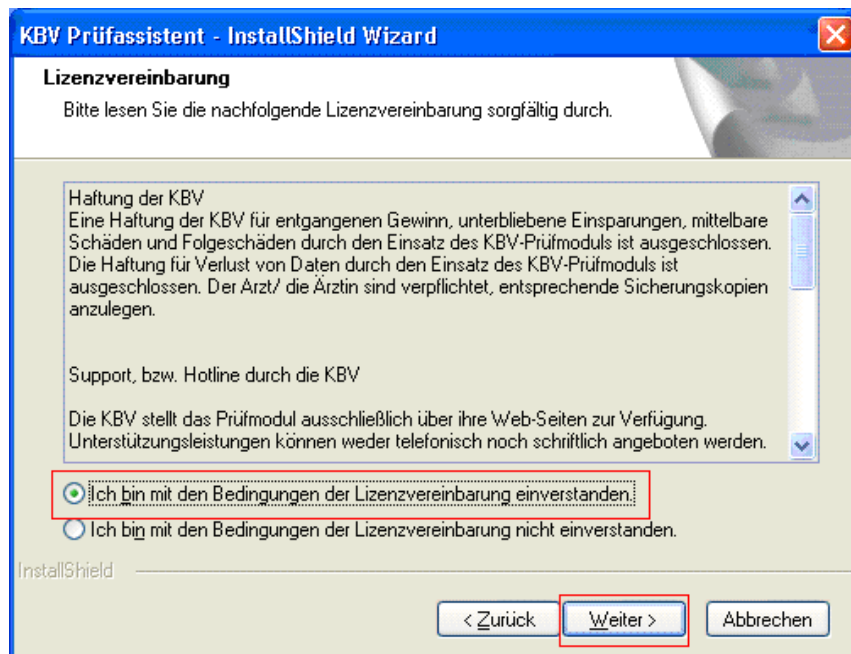 KBV Prüfassistent - InstallShield Wizard
Lizenzvereinbarung
Bitte lesen Sie die nachfolgende Lizenzvereinbarung sorgfältig durch.
Haftung der KBV
Eine Haftung der KBV für entgangenen Gewinn, unterbliebene Einsparungen, mittelbare
Schäden und Folgeschäden durch den Einsatz des KBV-Prüfmoduls ist ausgeschlossen.
Die Haftung für Verlust von Daten durch den Einsatz des KBV-Prüfmoduls ist
ausgeschlossen. Der Arzt/ die Ärztin sind verpflichtet, entsprechende Sicherungskopien
anzulegen.
Support, bzw. Hotline durch die KBV
Die KBV stellt das Prüfmodul ausschließlich über ihre Web-Seiten zur Verfügung.
Unterstützungsleistungen können weder telefonisch noch schriftlich angeboten werden.
Ich bin mit den Bedingungen der Lizenzvereinbarung einverstanden.
Ich bin mit den Bedingungen der Lizenzvereinbarung nicht einverstanden.
InstallShield
< Zurück
Weiter >
Abbrechen